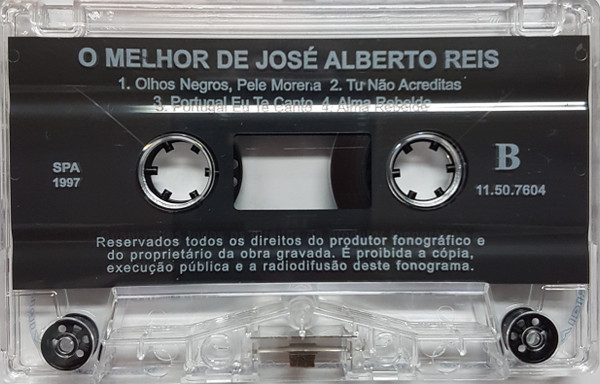 O MELHOR DE JOSÉ ALBERTO REIS
1. Olhos Negros, Pele Morena 2. Tu Não Acreditas
3. Portugal Eu Te Canto 4. Alma Rebelde
SPA
1997
B
11.50.7604
Reservados todos os direitos do produtor fonográfico e
do proprietário da obra gravada. É proibida a cópia,
execução pública e a radiodifusão deste fonograma.